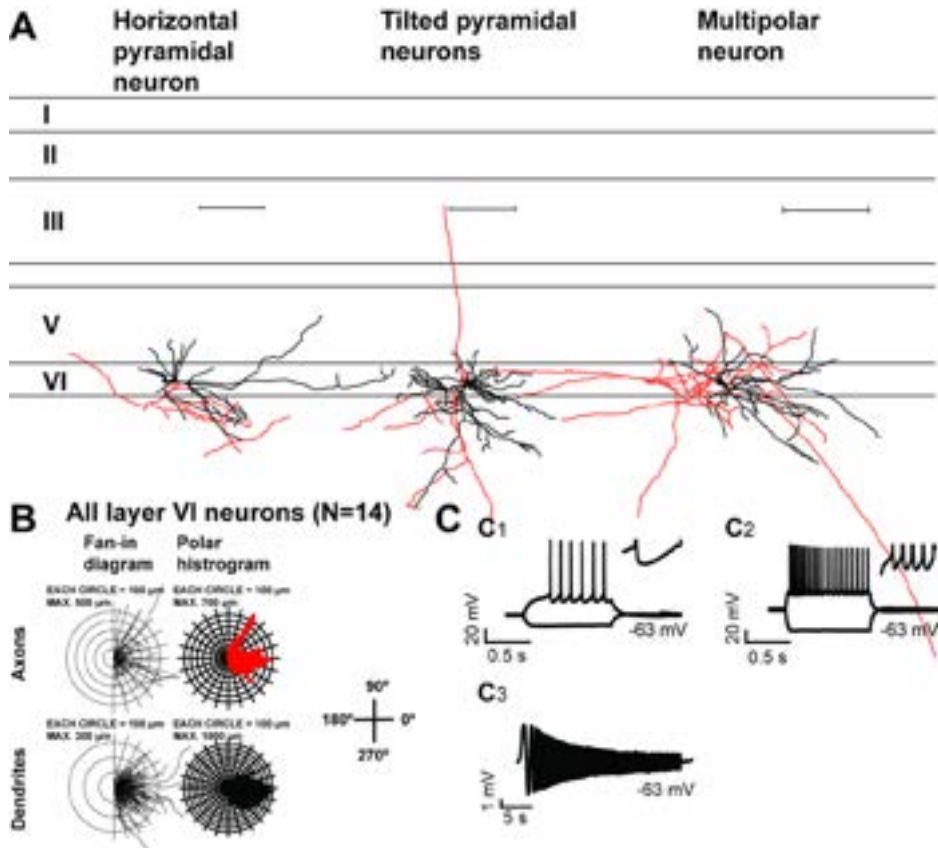 A
Horizontal
pyramidal
neuron
Tilted pyramidal
neurons
Multipolar
neuron
I
II
III
V
VI
B
All layer VI neurons (N=14)
Fan-in
diagram
Polar
histrogram
EACH CIRCLE = 100 µm
MAX. 500 µm
EACH CIRCLE = 100 µm
MAX. 700 µm
Axons
EACH CIRCLE = 100 µm
MAX. 300 µm
EACH CIRCLE = 100 µm
MAX. 1000 µm
Dendrites
90°
180°
0°
270°
C
C1
20 mV
0.5 s
-63 mV
C2
20 mV
0.5 s
-63 mV
C3
1 mV
5 s
-63 mV